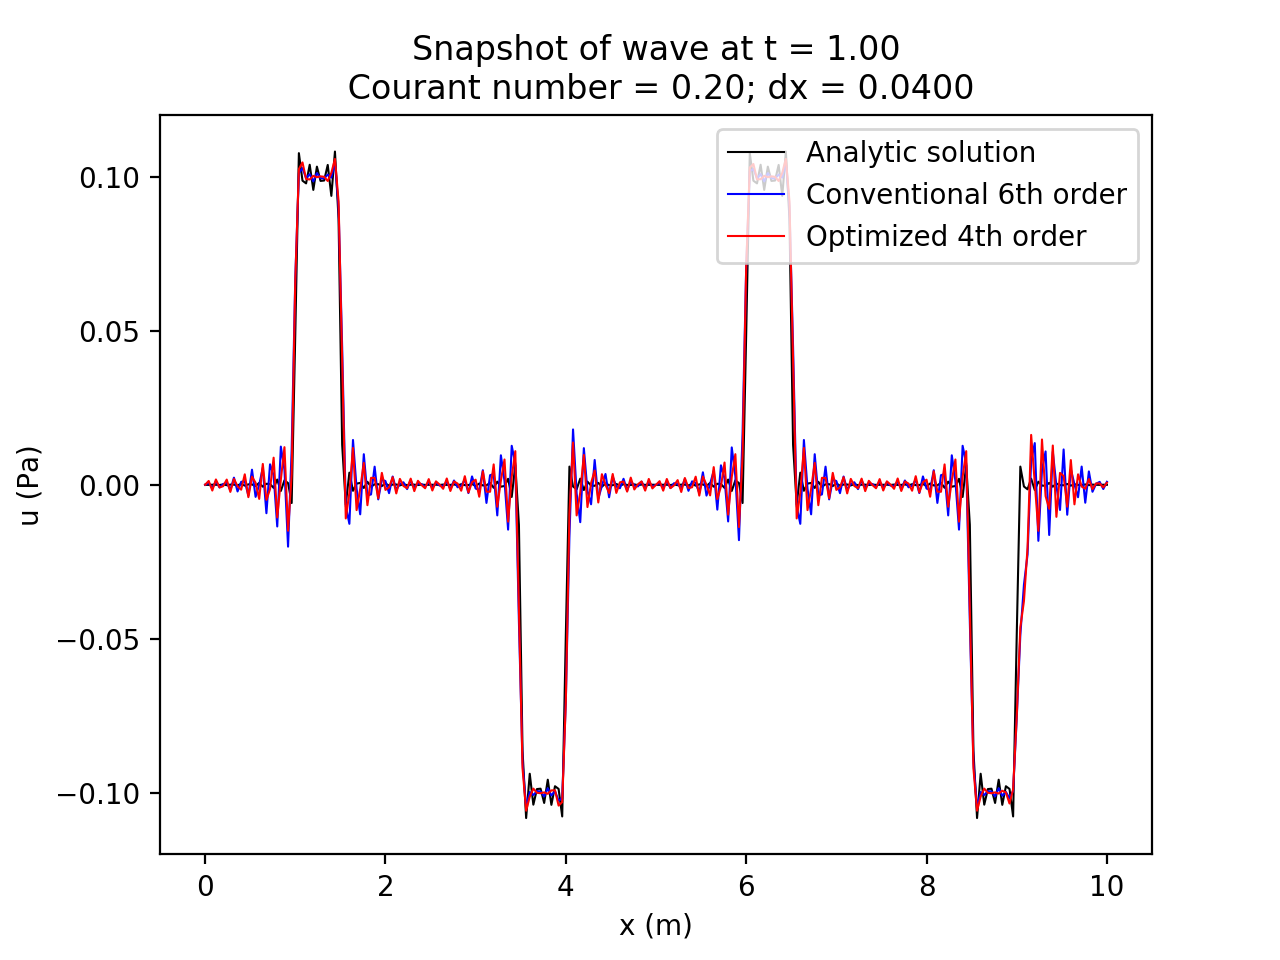 Snapshot of wave at t = 1.00
Courant number = 0.20; dx = 0.0400
Analytic solution
Conventional 6th order
Optimized 4th order
0.10
0.05
0.00
−0.05
−0.10
u (Pa)
0 2 4 6 8 10
x (m)